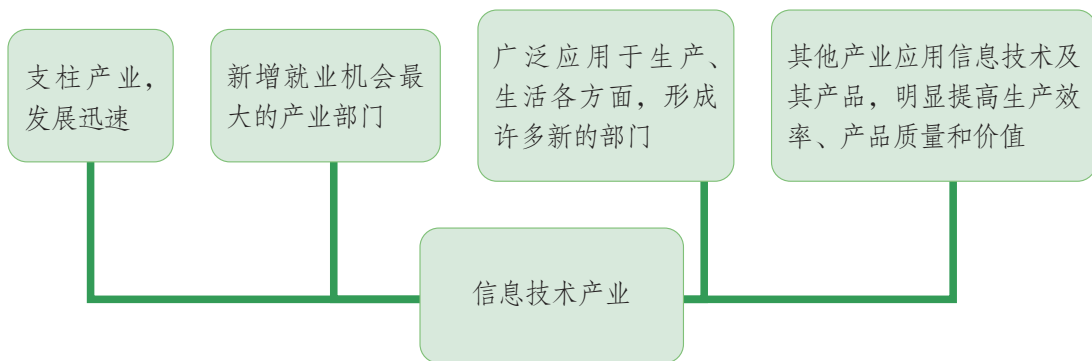 支柱产业，
发展迅速
新增就业机会最
大的产业部门
广泛应用于生产、
生活各方面，形成
许多新的部门
其他产业应用信息技术及
其产品，明显提高生产效
率、产品质量和价值
信息技术产业